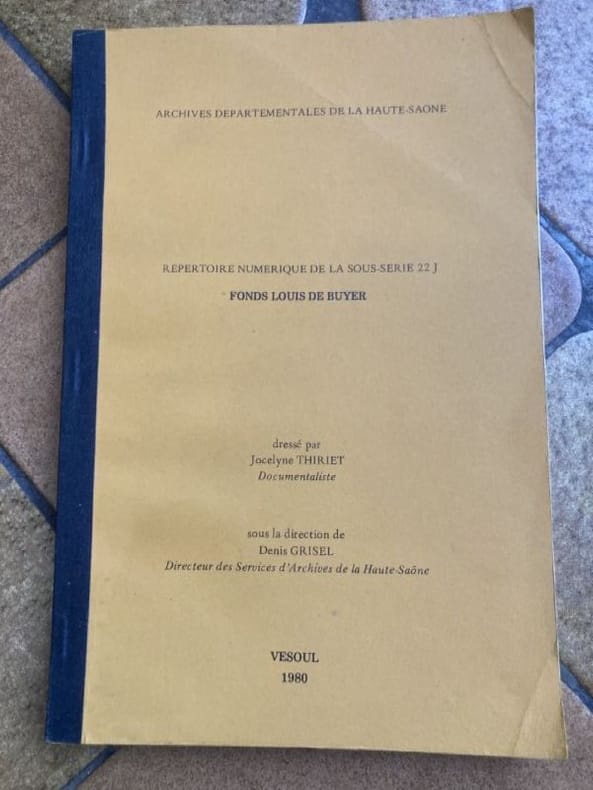 ARCHIVES DEPARTEMENTALES DE LA HAUTE-SAONE
REPERTOIRE NUMERIQUE DE LA SOUS-SERIE 22 J
FONDS LOUIS DE BUYER
dressé par
Jocelyne THIRIET
Documentaliste
sous la direction de
Denis GRISEL
Directeur des Services d'Archives de la Haute-Saône
VESOUL
1980